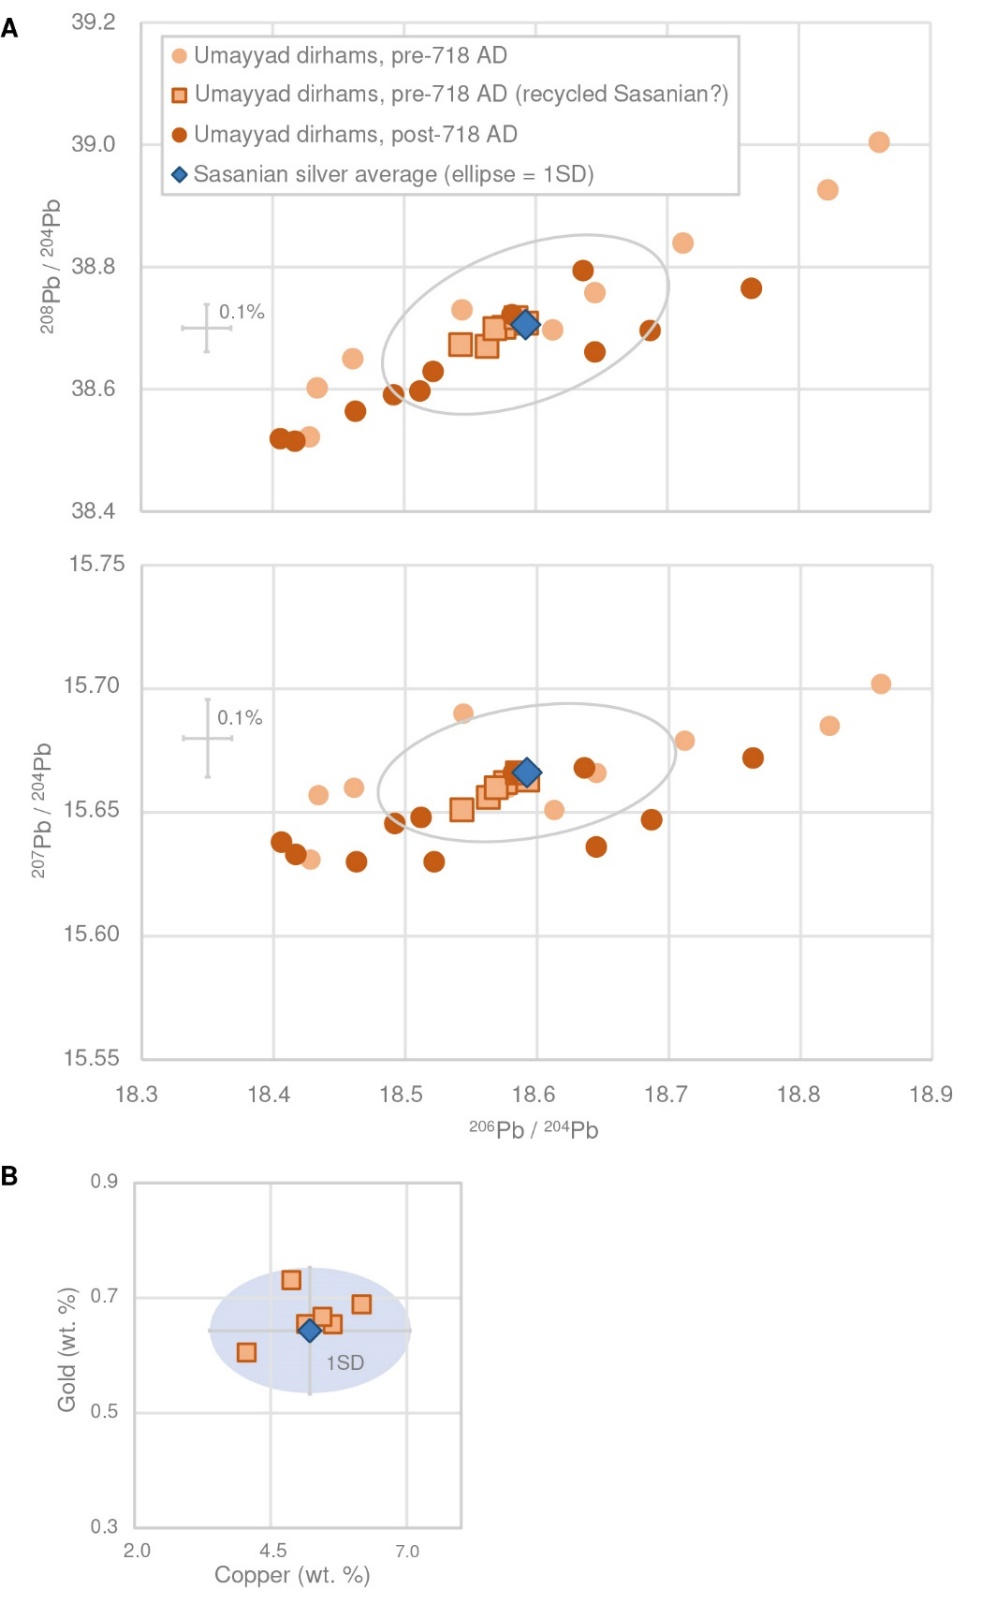 A
39.2
39.0
38.8
38.6
38.4
208Pb / 204Pb
Umayyad dirhams, pre-718 AD
Umayyad dirhams, pre-718 AD (recycled Sasanian?)
Umayyad dirhams, post-718 AD
Sasanian silver average (ellipse = 1SD)
0.1%
15.75
15.70
15.65
15.60
15.55
207Pb / 204Pb
0.1%
18.3 18.4 18.5 18.6 18.7 18.8 18.9
206Pb / 204Pb
B
0.9
0.7
0.5
0.3
Gold (wt. %)
1SD
2.0 4.5 7.0
Copper (wt. %)